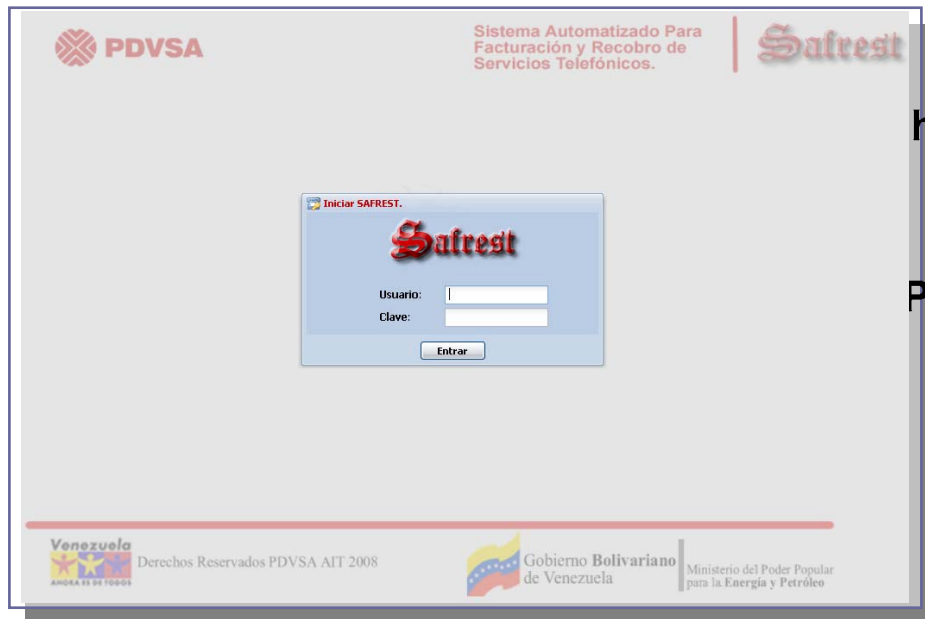 PDVSA
Sistema Automatizado Para
Facturación y Recobro de
Servicios Telefónicos.
Safrest
h
Iniciar SAFREST.
Safrest
P
Usuario:
Clave:
Entrar
Venezuela
AHORA ES DE TODOS
Derechos Reservados PDVSA AIT 2008
Gobierno Bolivariano
de Venezuela
Ministerio del Poder Popular
para la Energía y Petróleo